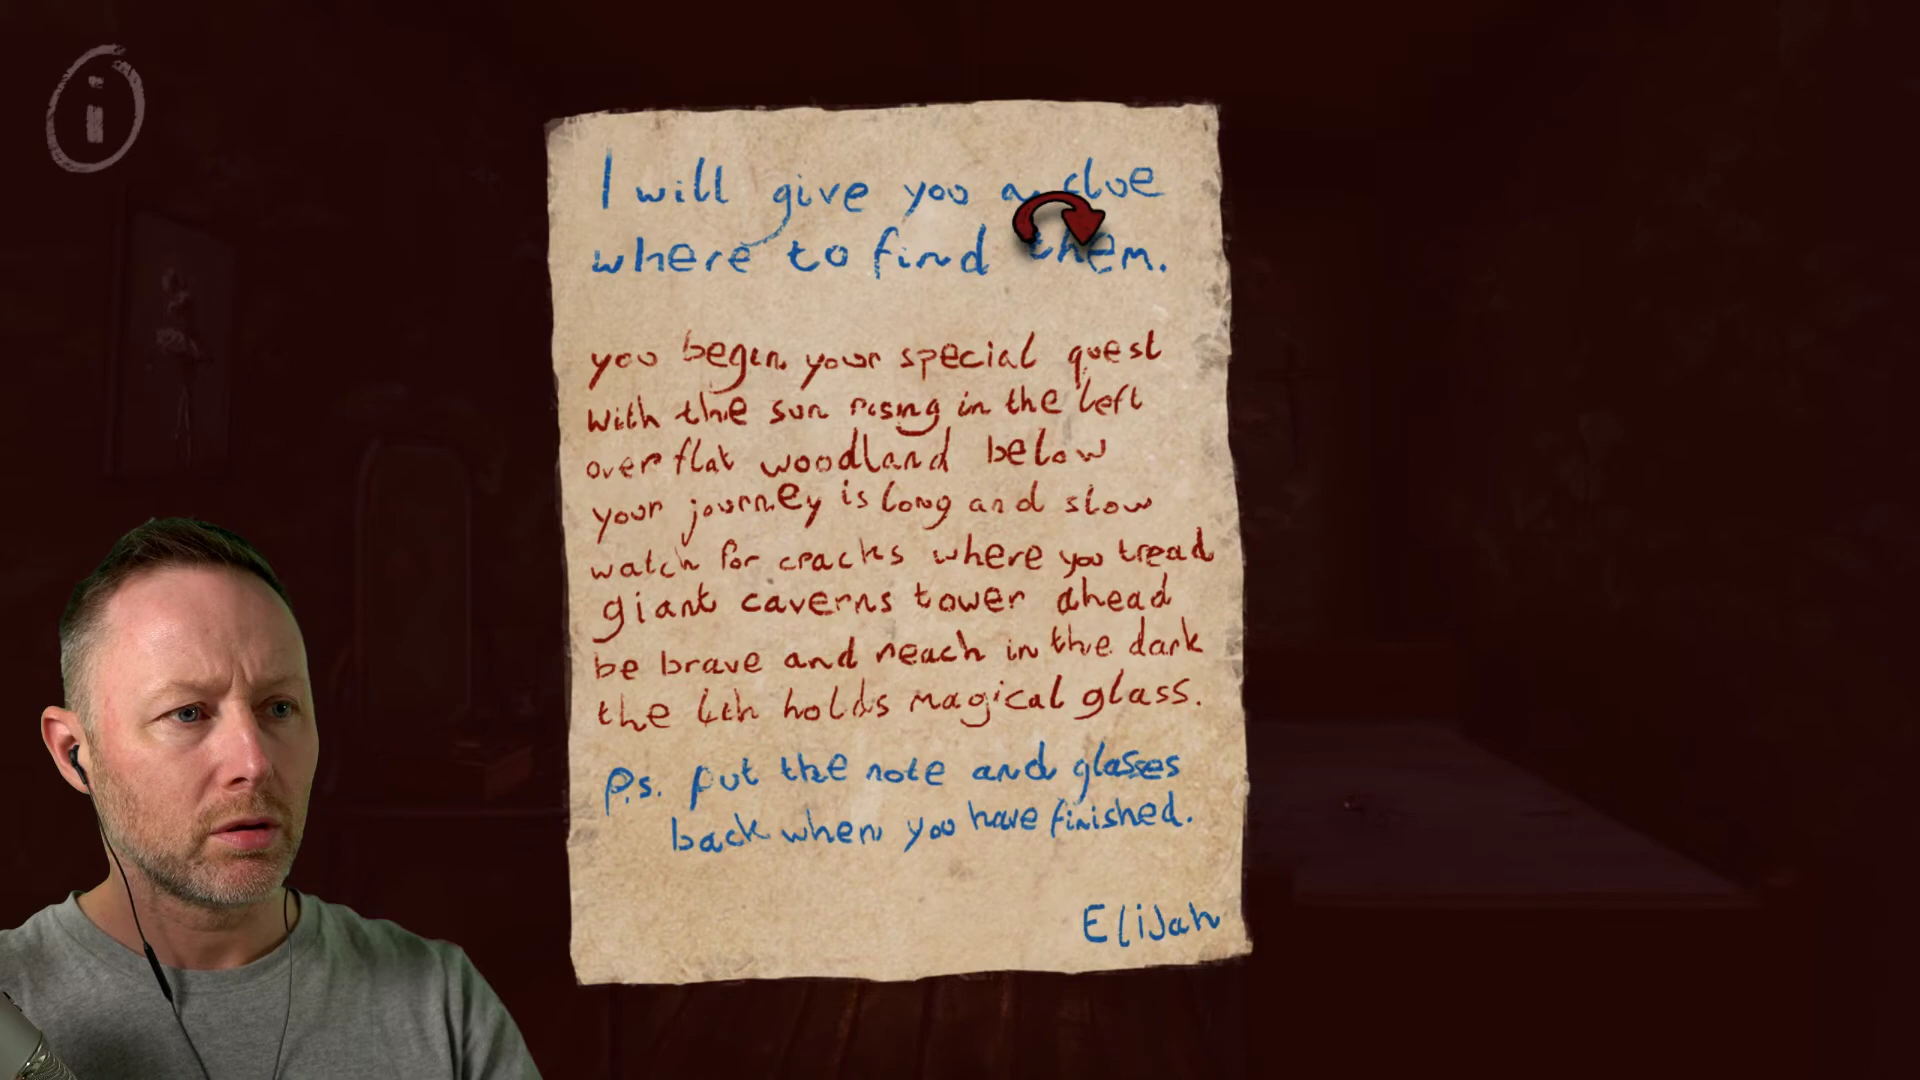 i
I will give you a clue
where to find them.
you begin your special quest
with the sun rising in the left
over flat woodland below
your journey is long and slow
watch for cracks where you tread
giant caverns tower ahead
be brave and reach in the dark
the 4th holds magical glass.
P.s. put the note and glasses
back when you have finished.
Elijah